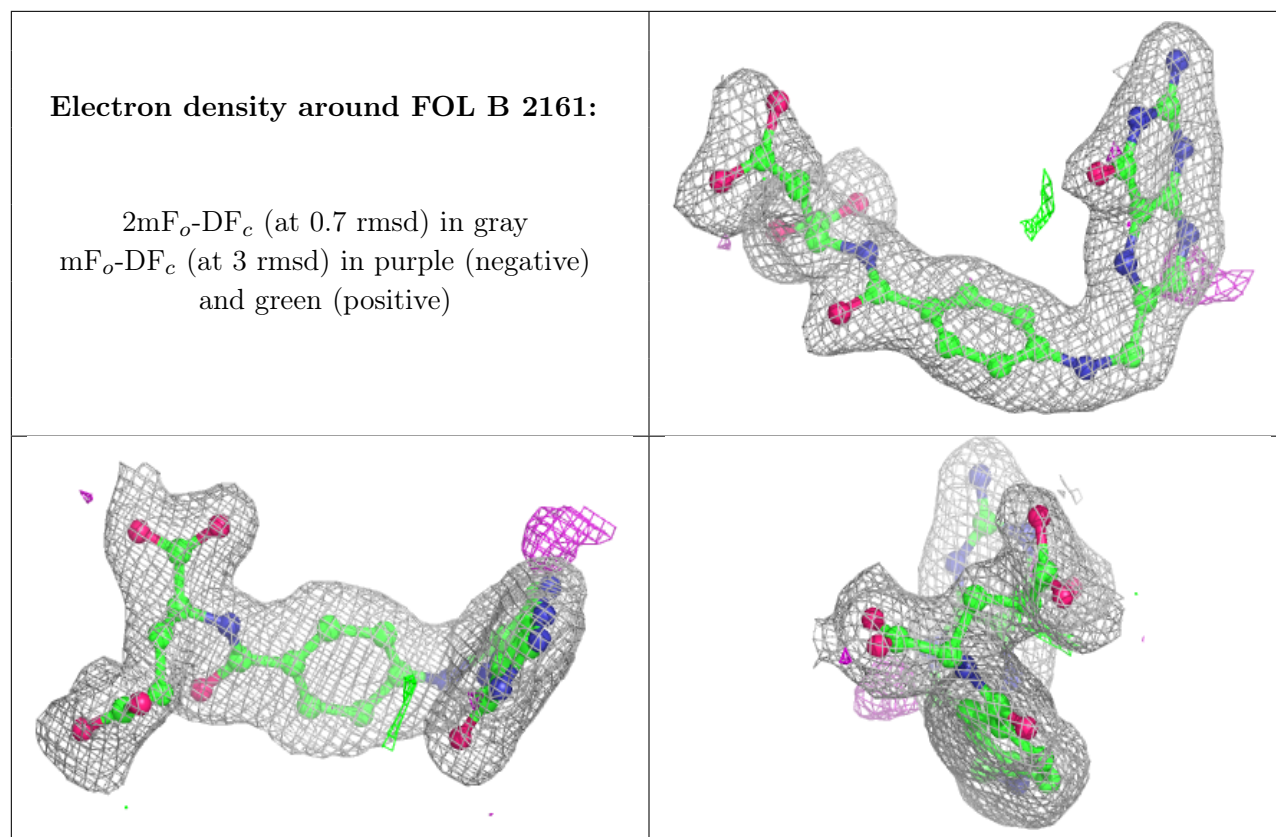 Electron density around FOL B 2161:
2mFₒ-DF𝒸 (at 0.7 rmsd) in gray
mFₒ-DF𝒸 (at 3 rmsd) in purple (negative)
and green (positive)